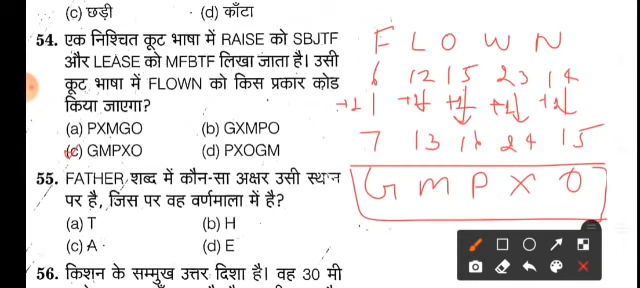 (c) छड़ी (d) काँटा
54. एक निश्चित कूट भाषा में RAISE को SBJTF
और LEASE को MFBTF लिखा जाता है। उसी
कूट भाषा में FLOWN को किस प्रकार कोड
किया जाएगा?
(a) PXMGO (b) GXMPO
(c) GMPXO (d) PXOGM
55. FATHER शब्द में कौन-सा अक्षर उसी स्थान
पर है, जिस पर वह वर्णमाला में है?
(a) T (b) H
(c) A (d) E
56. किशन के सम्मुख उत्तर दिशा है। वह 30 मी
F L O W N
6 12 15 23 14
+1 +1 +1 +1 +1
7 13 16 24 15
G M P X O